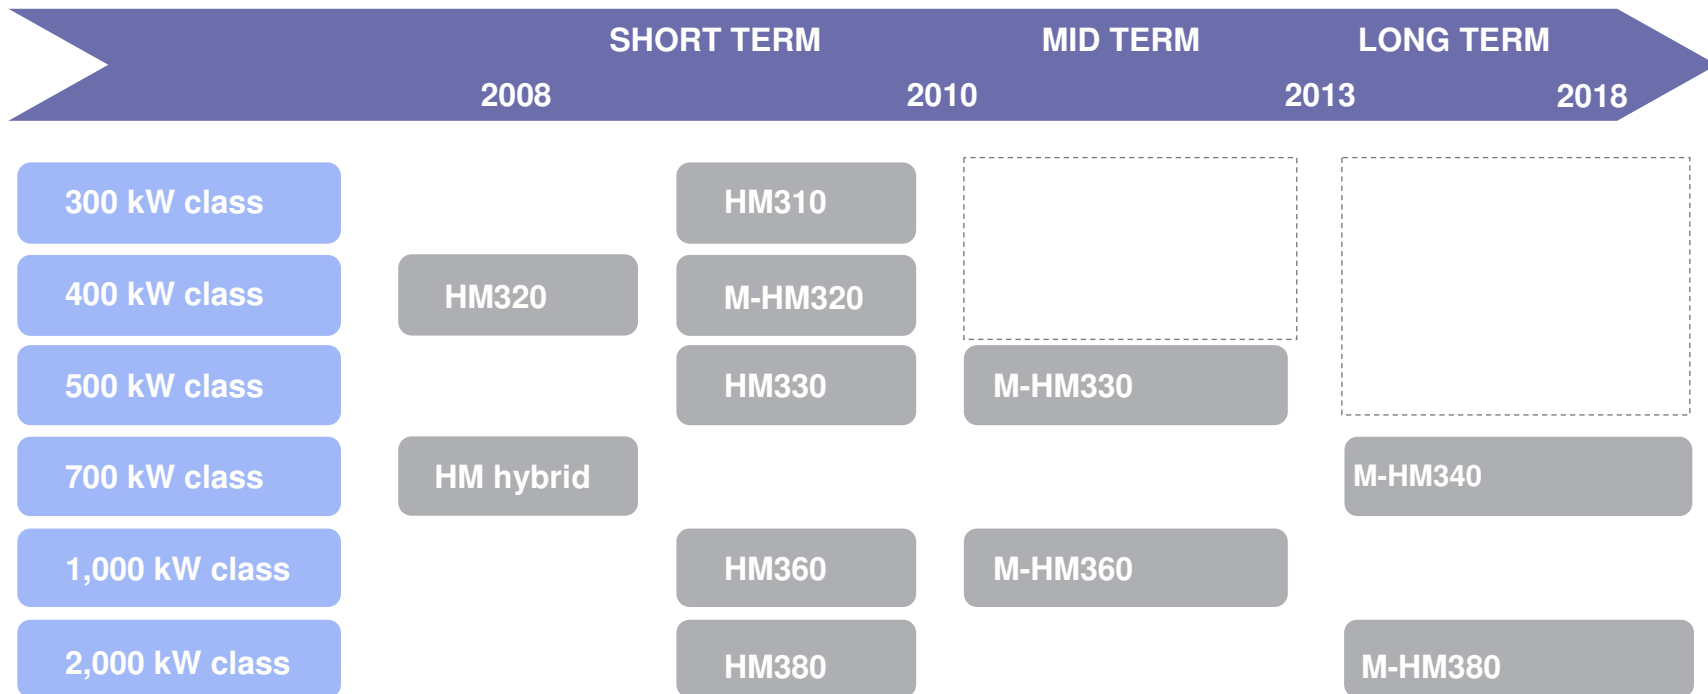 SHORT TERM MID TERM LONG TERM
2008 2010 2013 2018
300 kW class HM310
400 kW class HM320 M-HM320
500 kW class HM330 M-HM330
700 kW class HM hybrid M-HM340
1,000 kW class HM360 M-HM360
2,000 kW class HM380 M-HM380